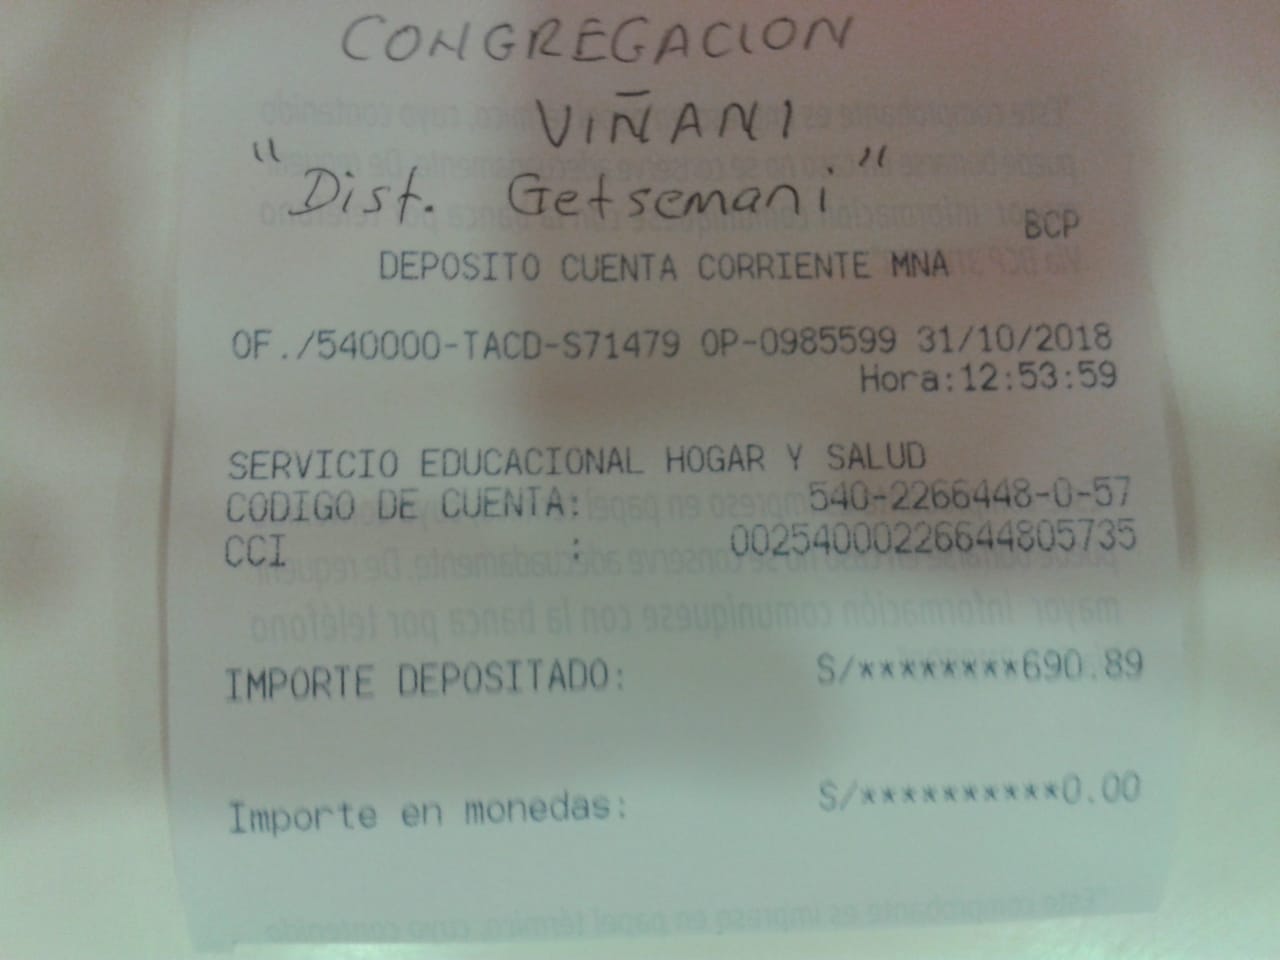 CONGREGACION
VIÑANI
"Dist. Getsemani"
BCP
DEPOSITO CUENTA CORRIENTE MNA
OF./540000-TACD-S71479 OP-0985599 31/10/2018
Hora:12:53:59
SERVICIO EDUCACIONAL HOGAR Y SALUD
CODIGO DE CUENTA: 540-2266448-0-57
CCI : 00254000226644805735
IMPORTE DEPOSITADO: S/********690.89
Importe en monedas: S/**********0.00